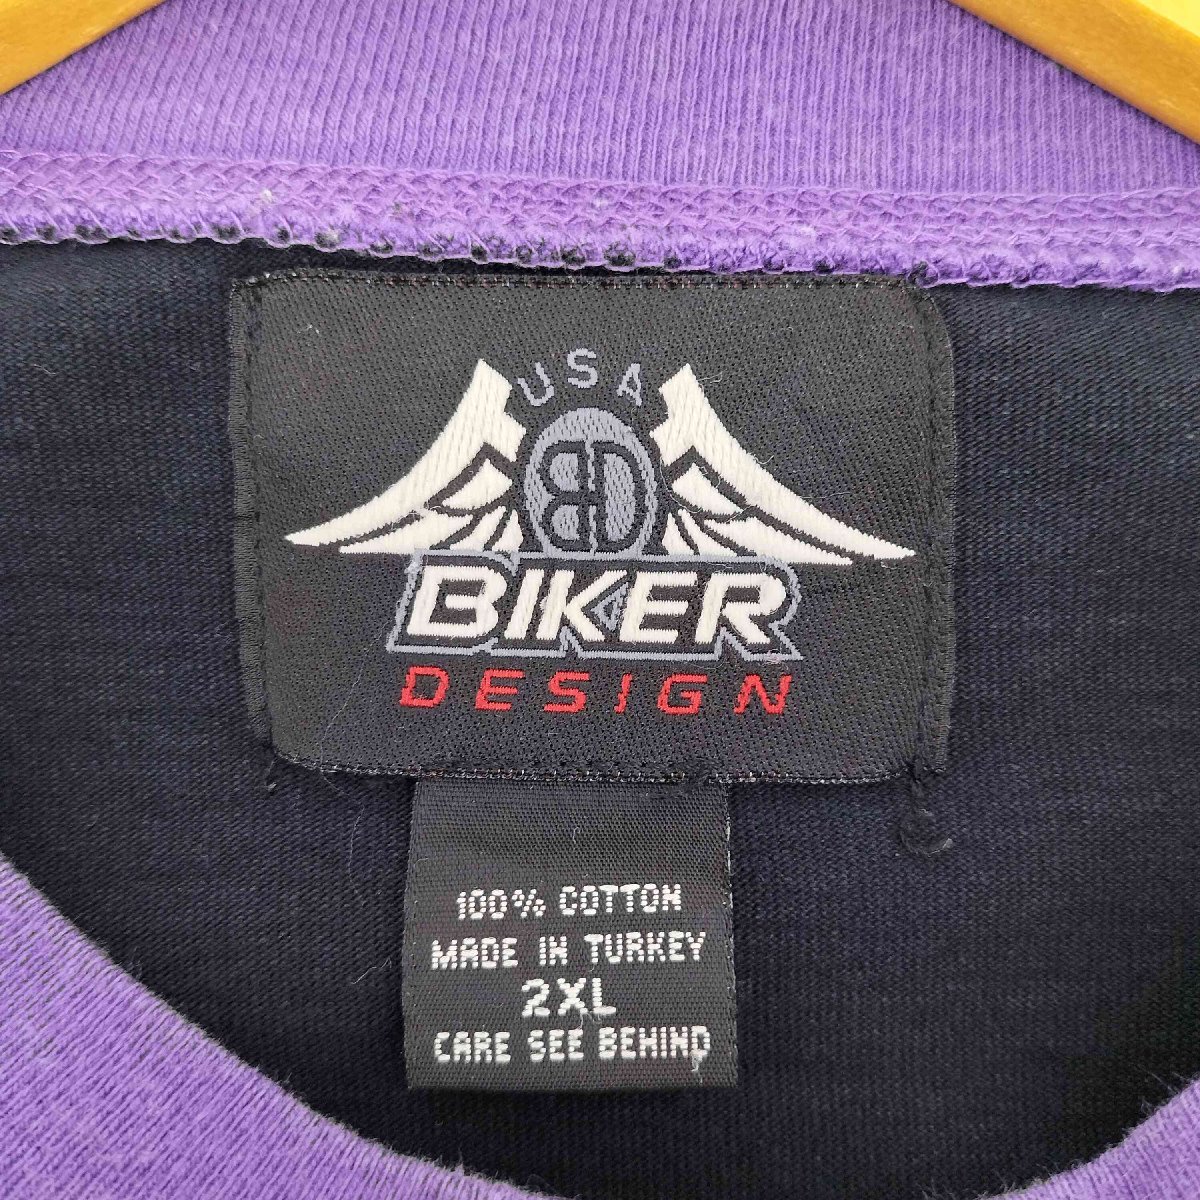 USA
BD
BIKER
DESIGN
100% COTTON
MADE IN TURKEY
2XL
CARE SEE BEHIND